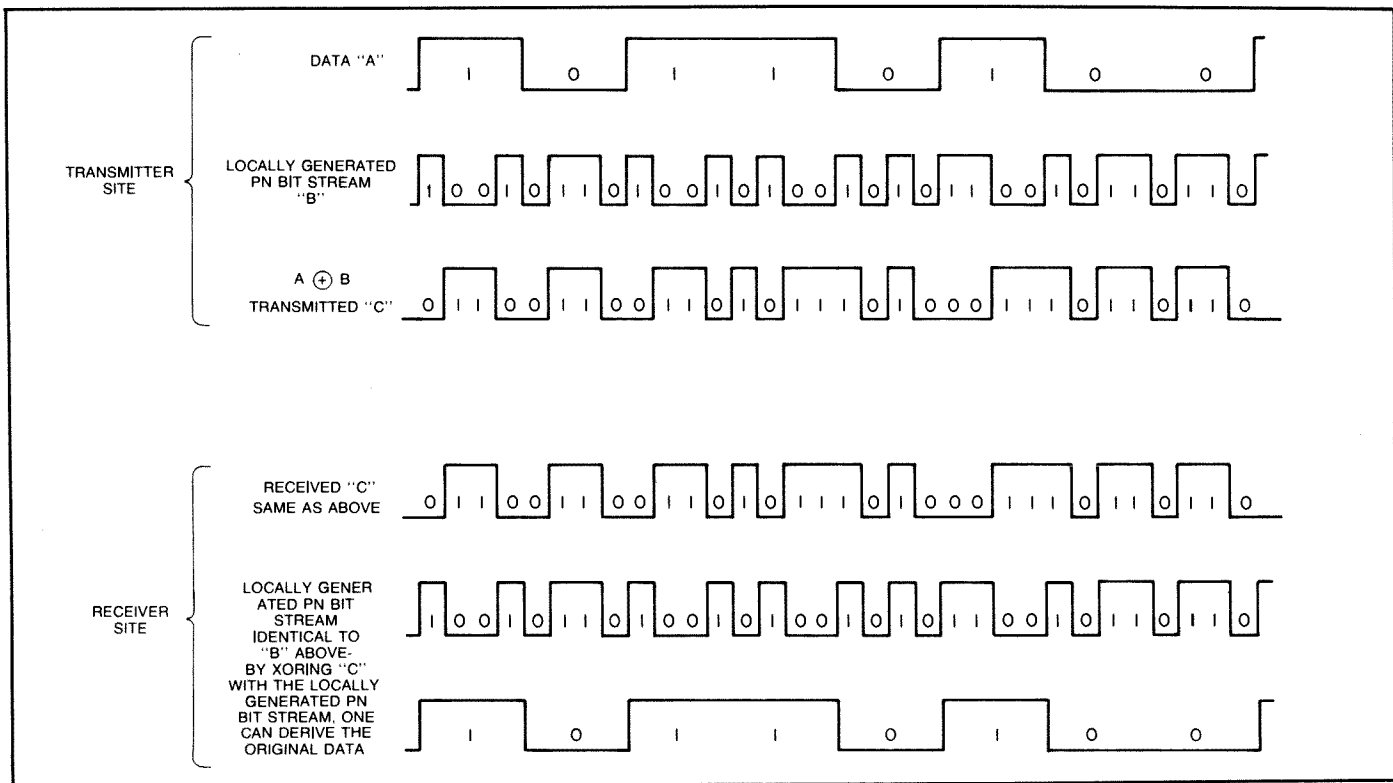 TRANSMITTER
SITE
DATA "A"
1 0 1 1 0 1 0 0
LOCALLY GENERATED
PN BIT STREAM
"B"
1 0 0 1 0 1 1 0 1 0 0 1 0 1 0 0 1 0 1 0 1 1 0 0 1 0 1 1 0 1 1 0
A ⊕ B
TRANSMITTED "C"
0 1 1 0 0 1 1 0 0 1 1 0 1 0 1 1 1 0 1 0 0 0 1 1 1 0 1 1 0 1 1 0
RECEIVER
SITE
RECEIVED "C"
SAME AS ABOVE
0 1 1 0 0 1 1 0 0 1 1 0 1 0 1 1 1 0 1 0 0 0 1 1 1 0 1 1 0 1 1 0
LOCALLY GENER
ATED PN BIT
STREAM
IDENTICAL TO
"B" ABOVE-
BY XORING "C"
WITH THE LOCALLY
GENERATED PN
BIT STREAM, ONE
CAN DERIVE THE
ORIGINAL DATA
1 0 0 1 0 1 1 0 1 0 0 1 0 1 0 0 1 0 1 0 1 1 0 0 1 0 1 1 0 1 1 0
1 0 1 1 0 1 0 0